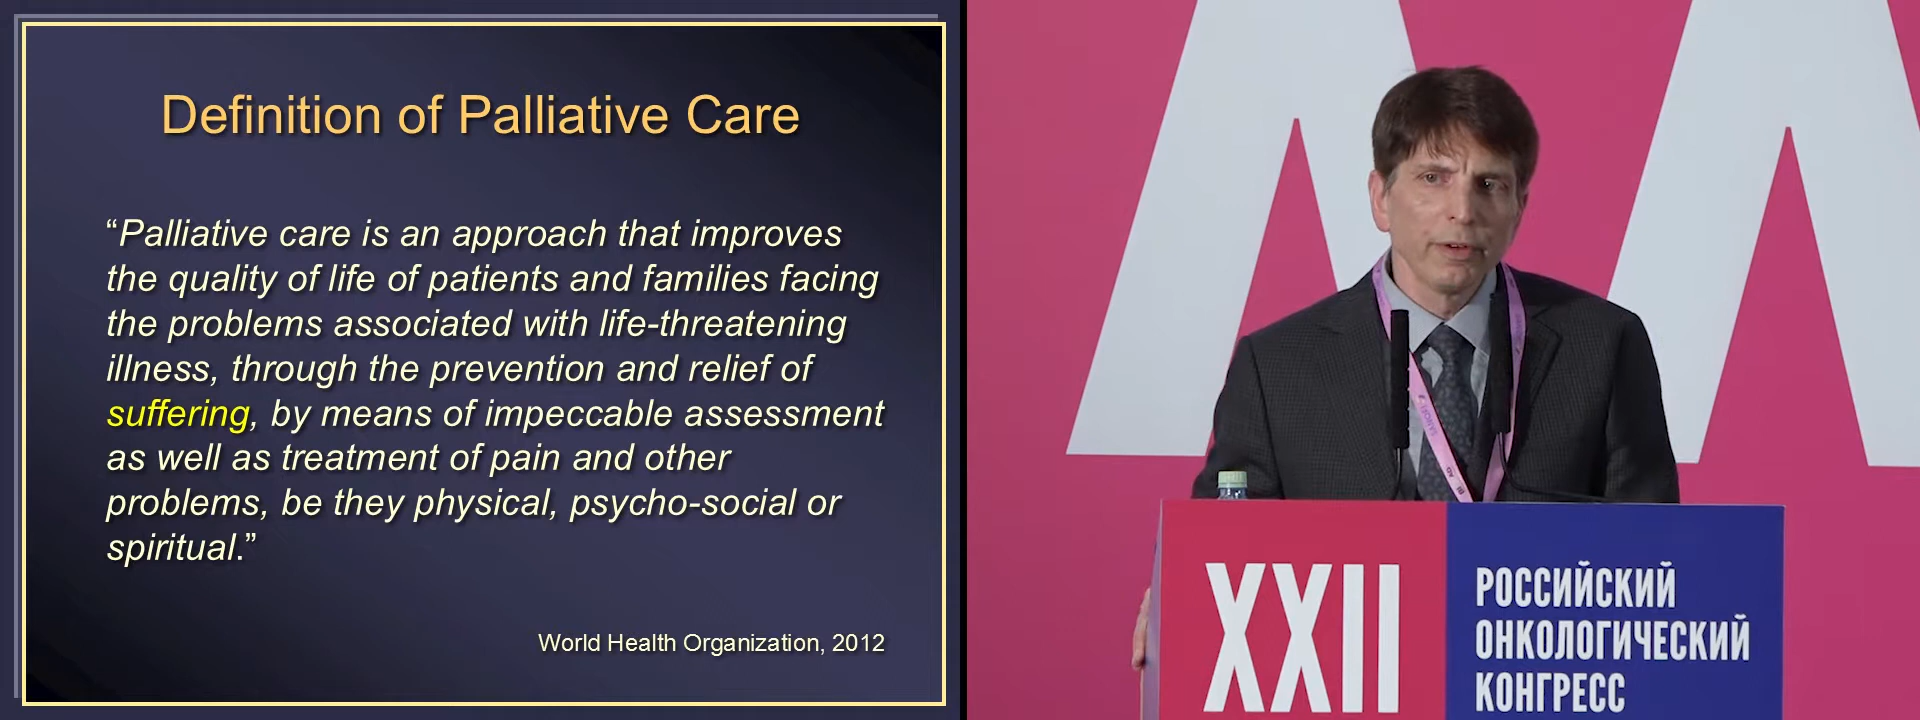 Definition of Palliative Care
“Palliative care is an approach that improves
the quality of life of patients and families facing
the problems associated with life-threatening
illness, through the prevention and relief of
suffering, by means of impeccable assessment
as well as treatment of pain and other
problems, be they physical, psycho-social or
spiritual.”
World Health Organization, 2012
XXII
РОССИЙСКИЙ
ОНКОЛОГИЧЕСКИЙ
КОНГРЕСС